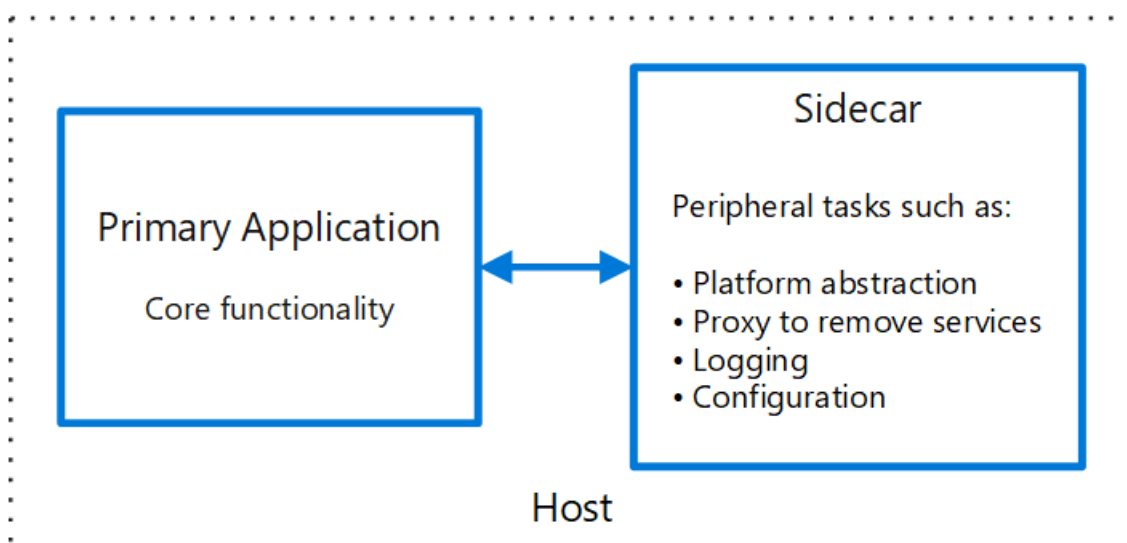 Primary Application
Core functionality
Sidecar
Peripheral tasks such as:
• Platform abstraction
• Proxy to remove services
• Logging
• Configuration
Host